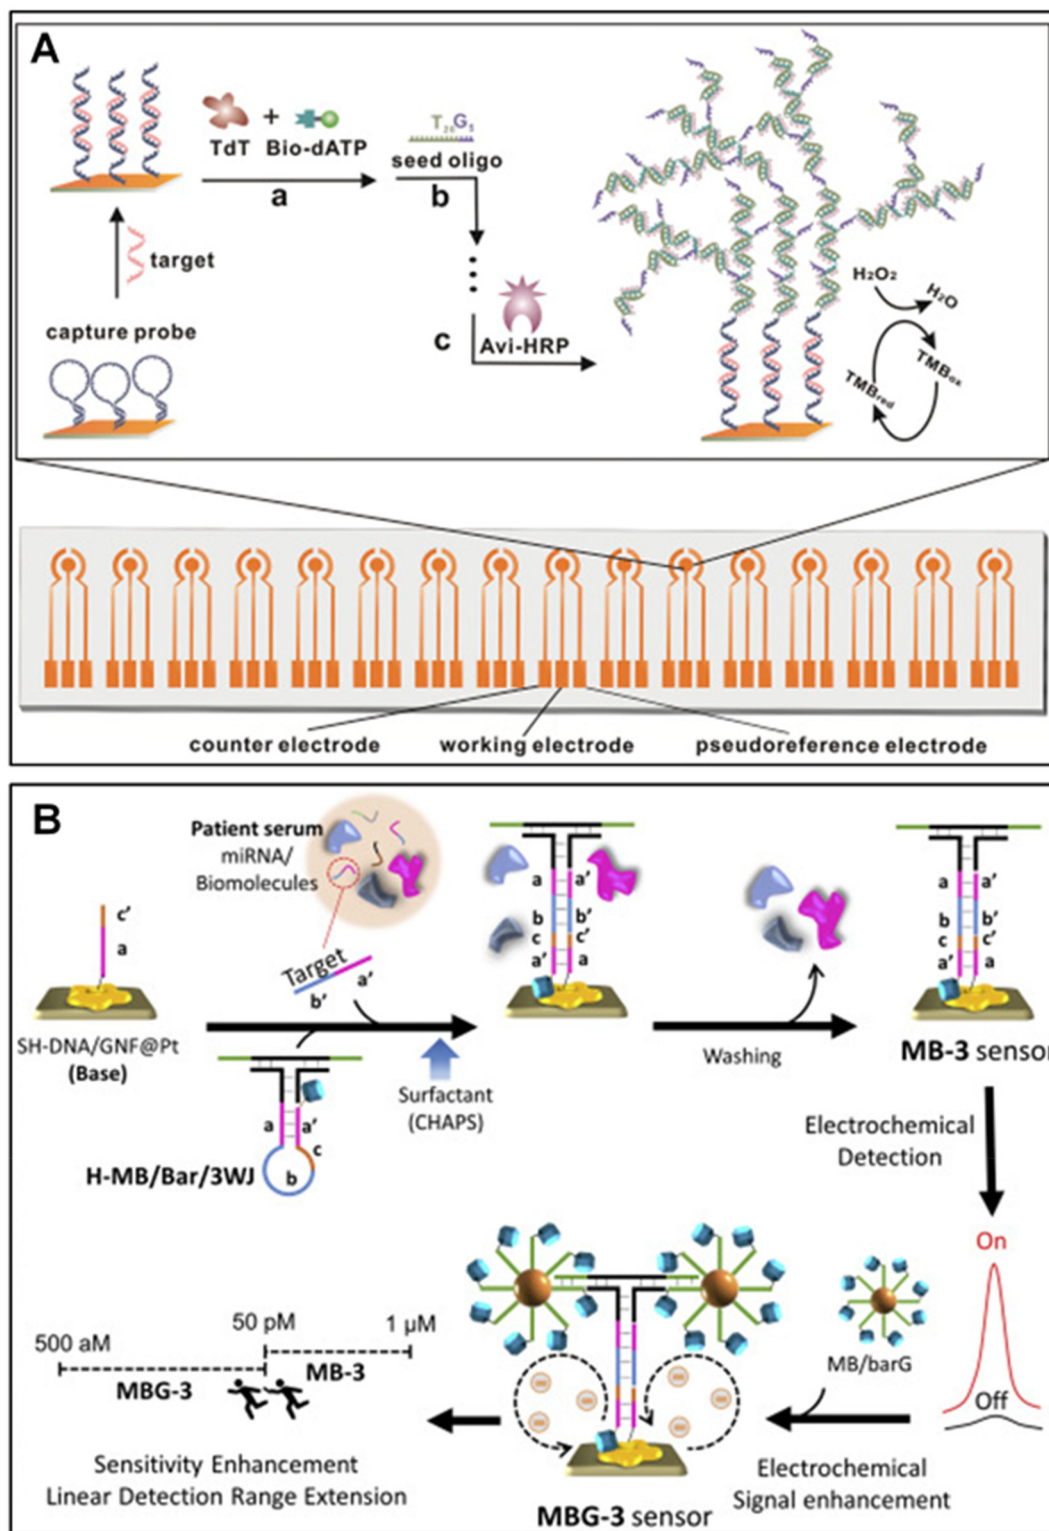 A
TdT + Bio-dATP
a
T₂₀G₅
seed oligo
b
target
capture probe
c
Avi-HRP
H₂O₂
H₂O
TMBred
TMBox
counter electrode
working electrode
pseudoreference electrode
B
Patient serum
miRNA/
Biomolecules
c'
a
Target
b'
a'
SH-DNA/GNF@Pt
(Base)
a
a'
c
b
H-MB/Bar/3WJ
Surfactant
(CHAPS)
a
a'
b
b'
c
c'
a'
a
Washing
a
a'
b
b'
c
c'
a'
a
MB-3 sensor
Electrochemical
Detection
On
Off
MB/barG
Electrochemical
Signal enhancement
MBG-3 sensor
500 aM
50 pM
1 µM
MBG-3
MB-3
Sensitivity Enhancement
Linear Detection Range Extension